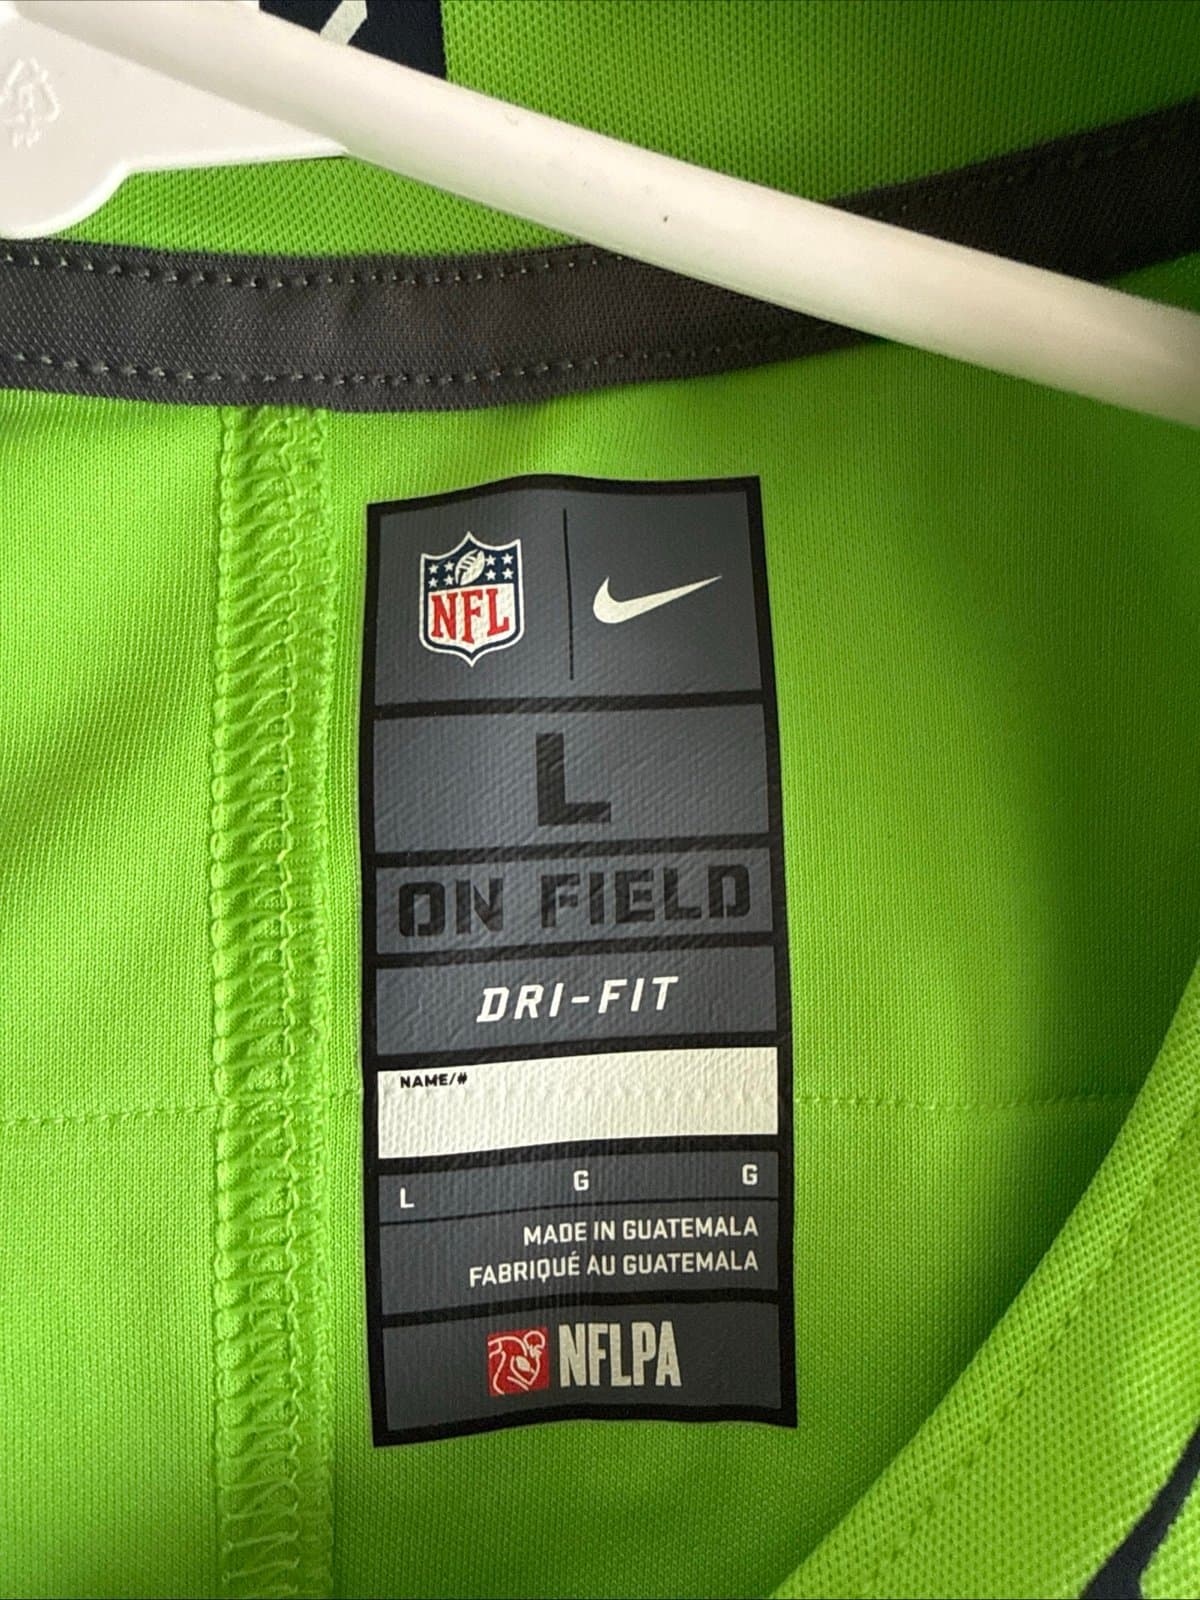 NFL
L
ON FIELD
DRI-FIT
NAME/#
L G G
MADE IN GUATEMALA
FABRIQUÉ AU GUATEMALA
NFLPA